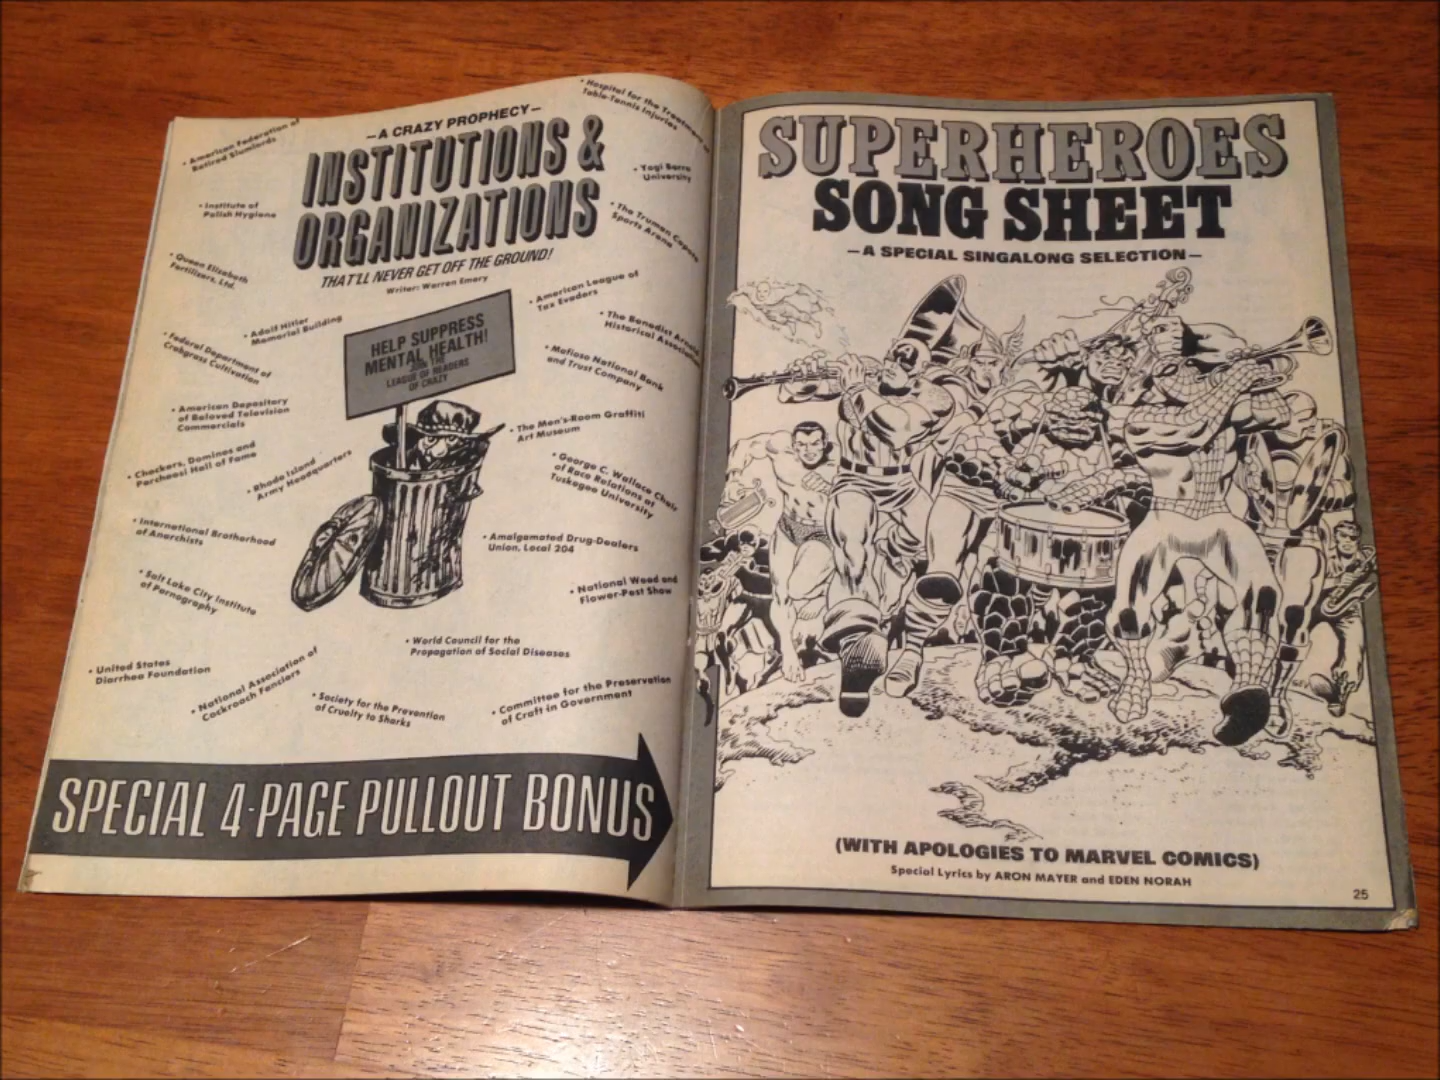 —A CRAZY PROPHECY—
INSTITUTIONS &
ORGANIZATIONS
THAT'LL NEVER GET OFF THE GROUND!
Writer: Warren Emery
• American Federation of
Retired Slumlords
• Hospital for the Treatment of
Table-Tennis Injuries
• Institute of
Polish Hygiene
• Yogi Berra
University
• The Truman Capote
Sports Arena
• Queen Elizabeth
Fertilizers, Ltd.
• American League of
Tax Evaders
• Adolf Hitler
Memorial Building
• The Benedict Arnold
Historical Association
• Federal Department of
Crabgrass Cultivation
HELP SUPPRESS
MENTAL HEALTH!
JOIN THE
LEAGUE OF READERS
OF CRAZY
• Mafioso National Bank
and Trust Company
• American Depository
of Beloved Television
Commercials
• The Men's-Room Graffiti
Art Museum
• Checkers, Dominos and
Parcheesi Hall of Fame
• Rhode Island
Army Headquarters
• George C. Wallace Chair
of Race Relations at
Tuskegee University
• International Brotherhood
of Anarchists
• Amalgamated Drug-Dealers
Union, Local 204
• Salt Lake City Institute
of Pornography
• National Weed and
Flower-Pest Show
• World Council for the
Propagation of Social Diseases
• United States
Diarrhea Foundation
• National Association of
Cockroach Fanciers
• Society for the Prevention
of Cruelty to Sharks
• Committee for the Preservation
of Craft in Government
SPECIAL 4-PAGE PULLOUT BONUS
SUPERHEROES
SONG SHEET
—A SPECIAL SINGALONG SELECTION—
(WITH APOLOGIES TO MARVEL COMICS)
Special Lyrics by ARON MAYER and EDEN NORAH
25